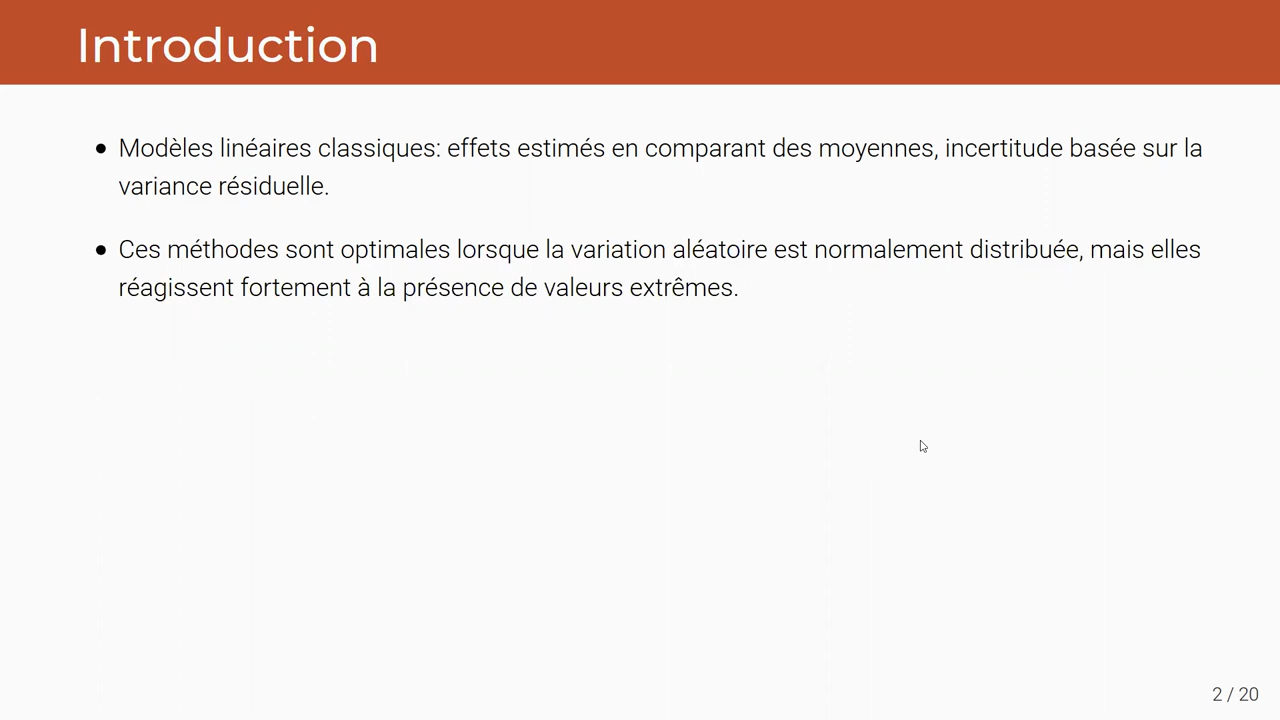 Introduction
• Modèles linéaires classiques: effets estimés en comparant des moyennes, incertitude basée sur la
variance résiduelle.
• Ces méthodes sont optimales lorsque la variation aléatoire est normalement distribuée, mais elles
réagissent fortement à la présence de valeurs extrêmes.
2 / 20